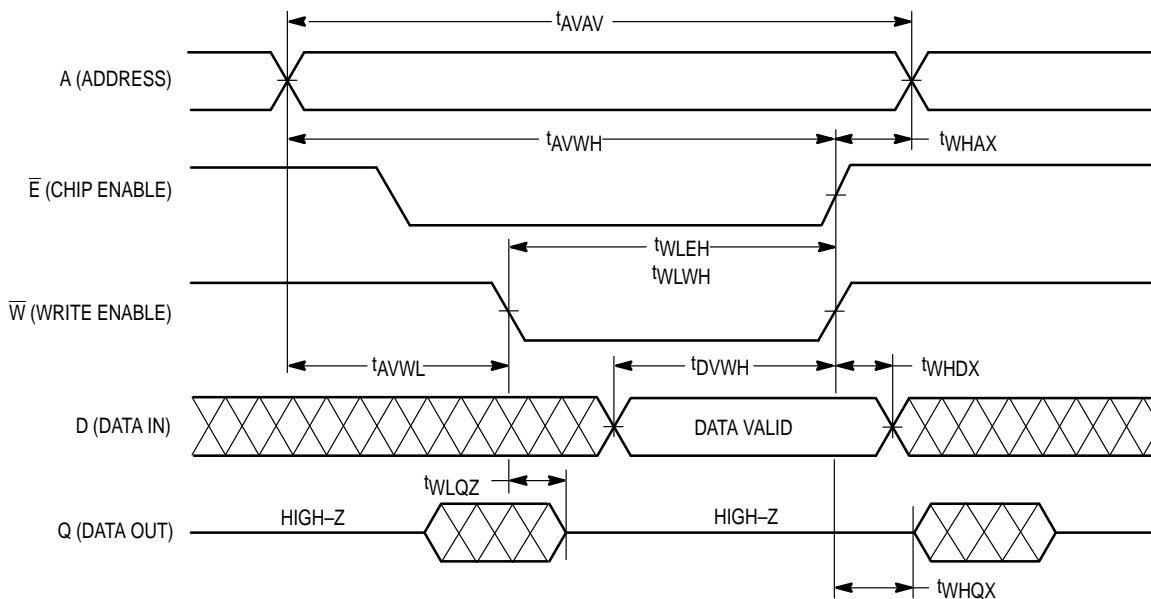 tAVAV
A (ADDRESS)
tAVWH
tWHAX
E̅ (CHIP ENABLE)
tWLEH
tWLWH
W̅ (WRITE ENABLE)
tAVWL
tDVWH
tWHDX
D (DATA IN)
DATA VALID
tWLQZ
Q (DATA OUT)
HIGH–Z
HIGH–Z
tWHQX